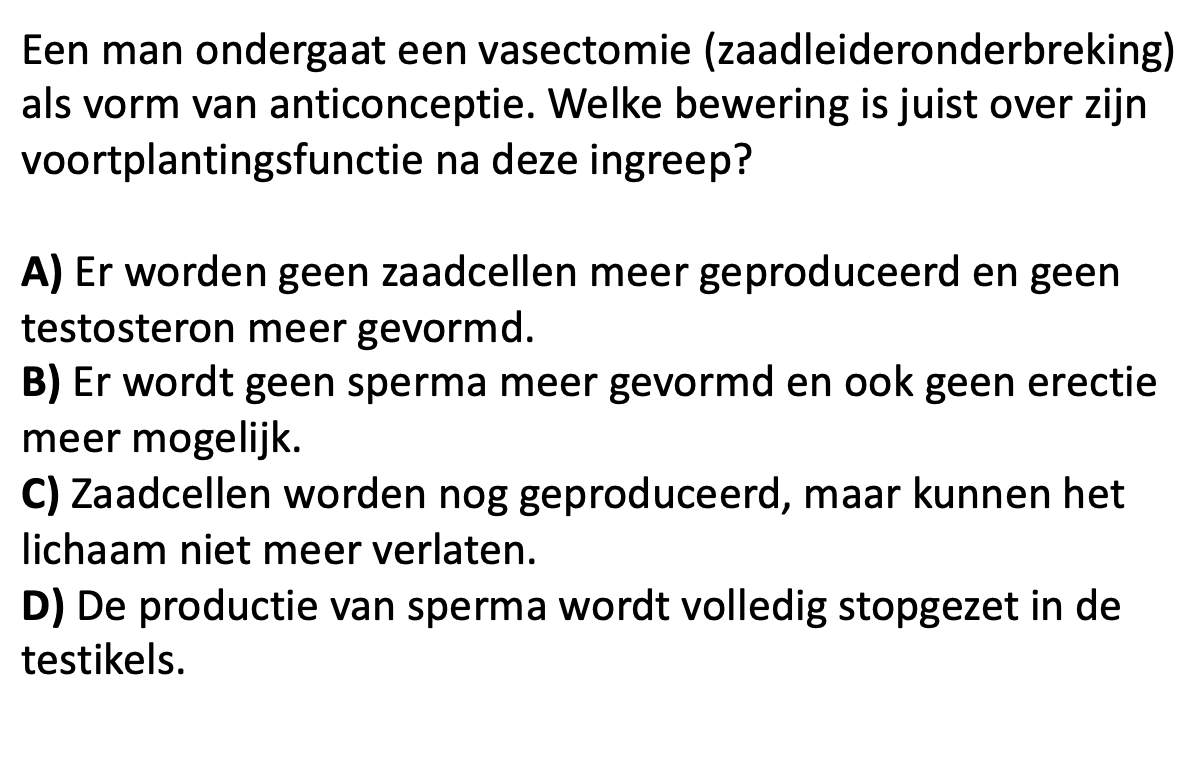 Een man ondergaat een vasectomie (zaadleideronderbreking)
als vorm van anticonceptie. Welke bewering is juist over zijn
voortplantingsfunctie na deze ingreep?
A) Er worden geen zaadcellen meer geproduceerd en geen
testosteron meer gevormd.
B) Er wordt geen sperma meer gevormd en ook geen erectie
meer mogelijk.
C) Zaadcellen worden nog geproduceerd, maar kunnen het
lichaam niet meer verlaten.
D) De productie van sperma wordt volledig stopgezet in de
testikels.